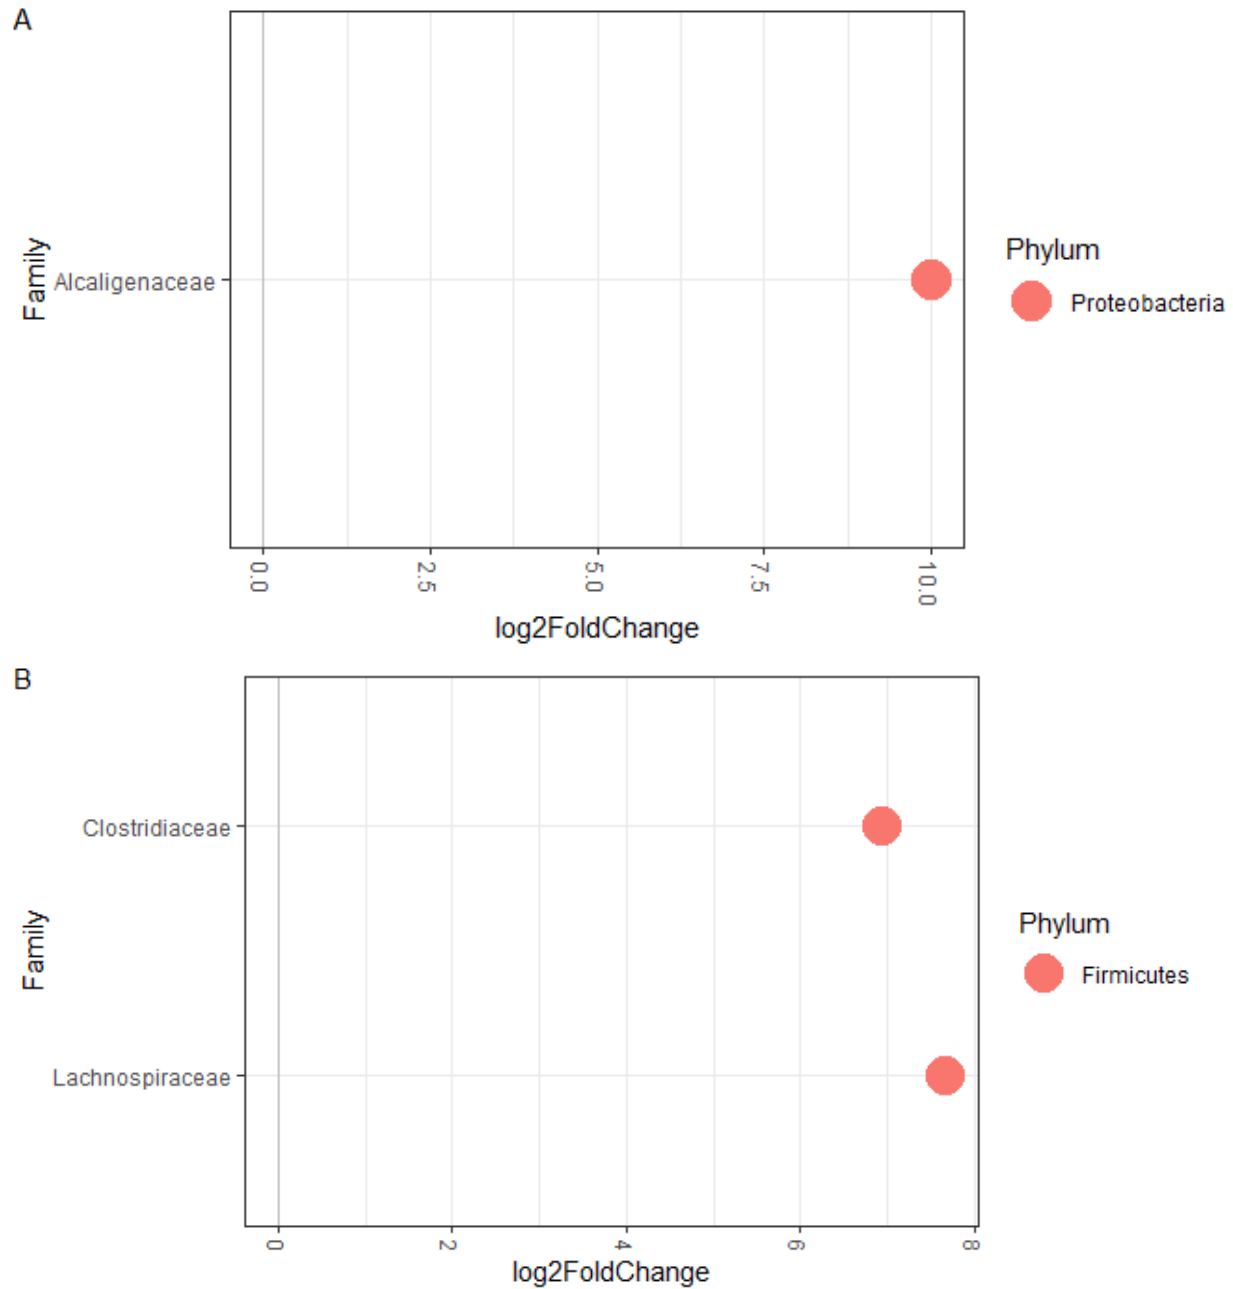 A
Family
Alcaligenaceae
0.0
2.5
5.0
7.5
10.0
log2FoldChange
Phylum
Proteobacteria
B
Family
Clostridiaceae
Lachnospiraceae
0
2
4
6
8
log2FoldChange
Phylum
Firmicutes